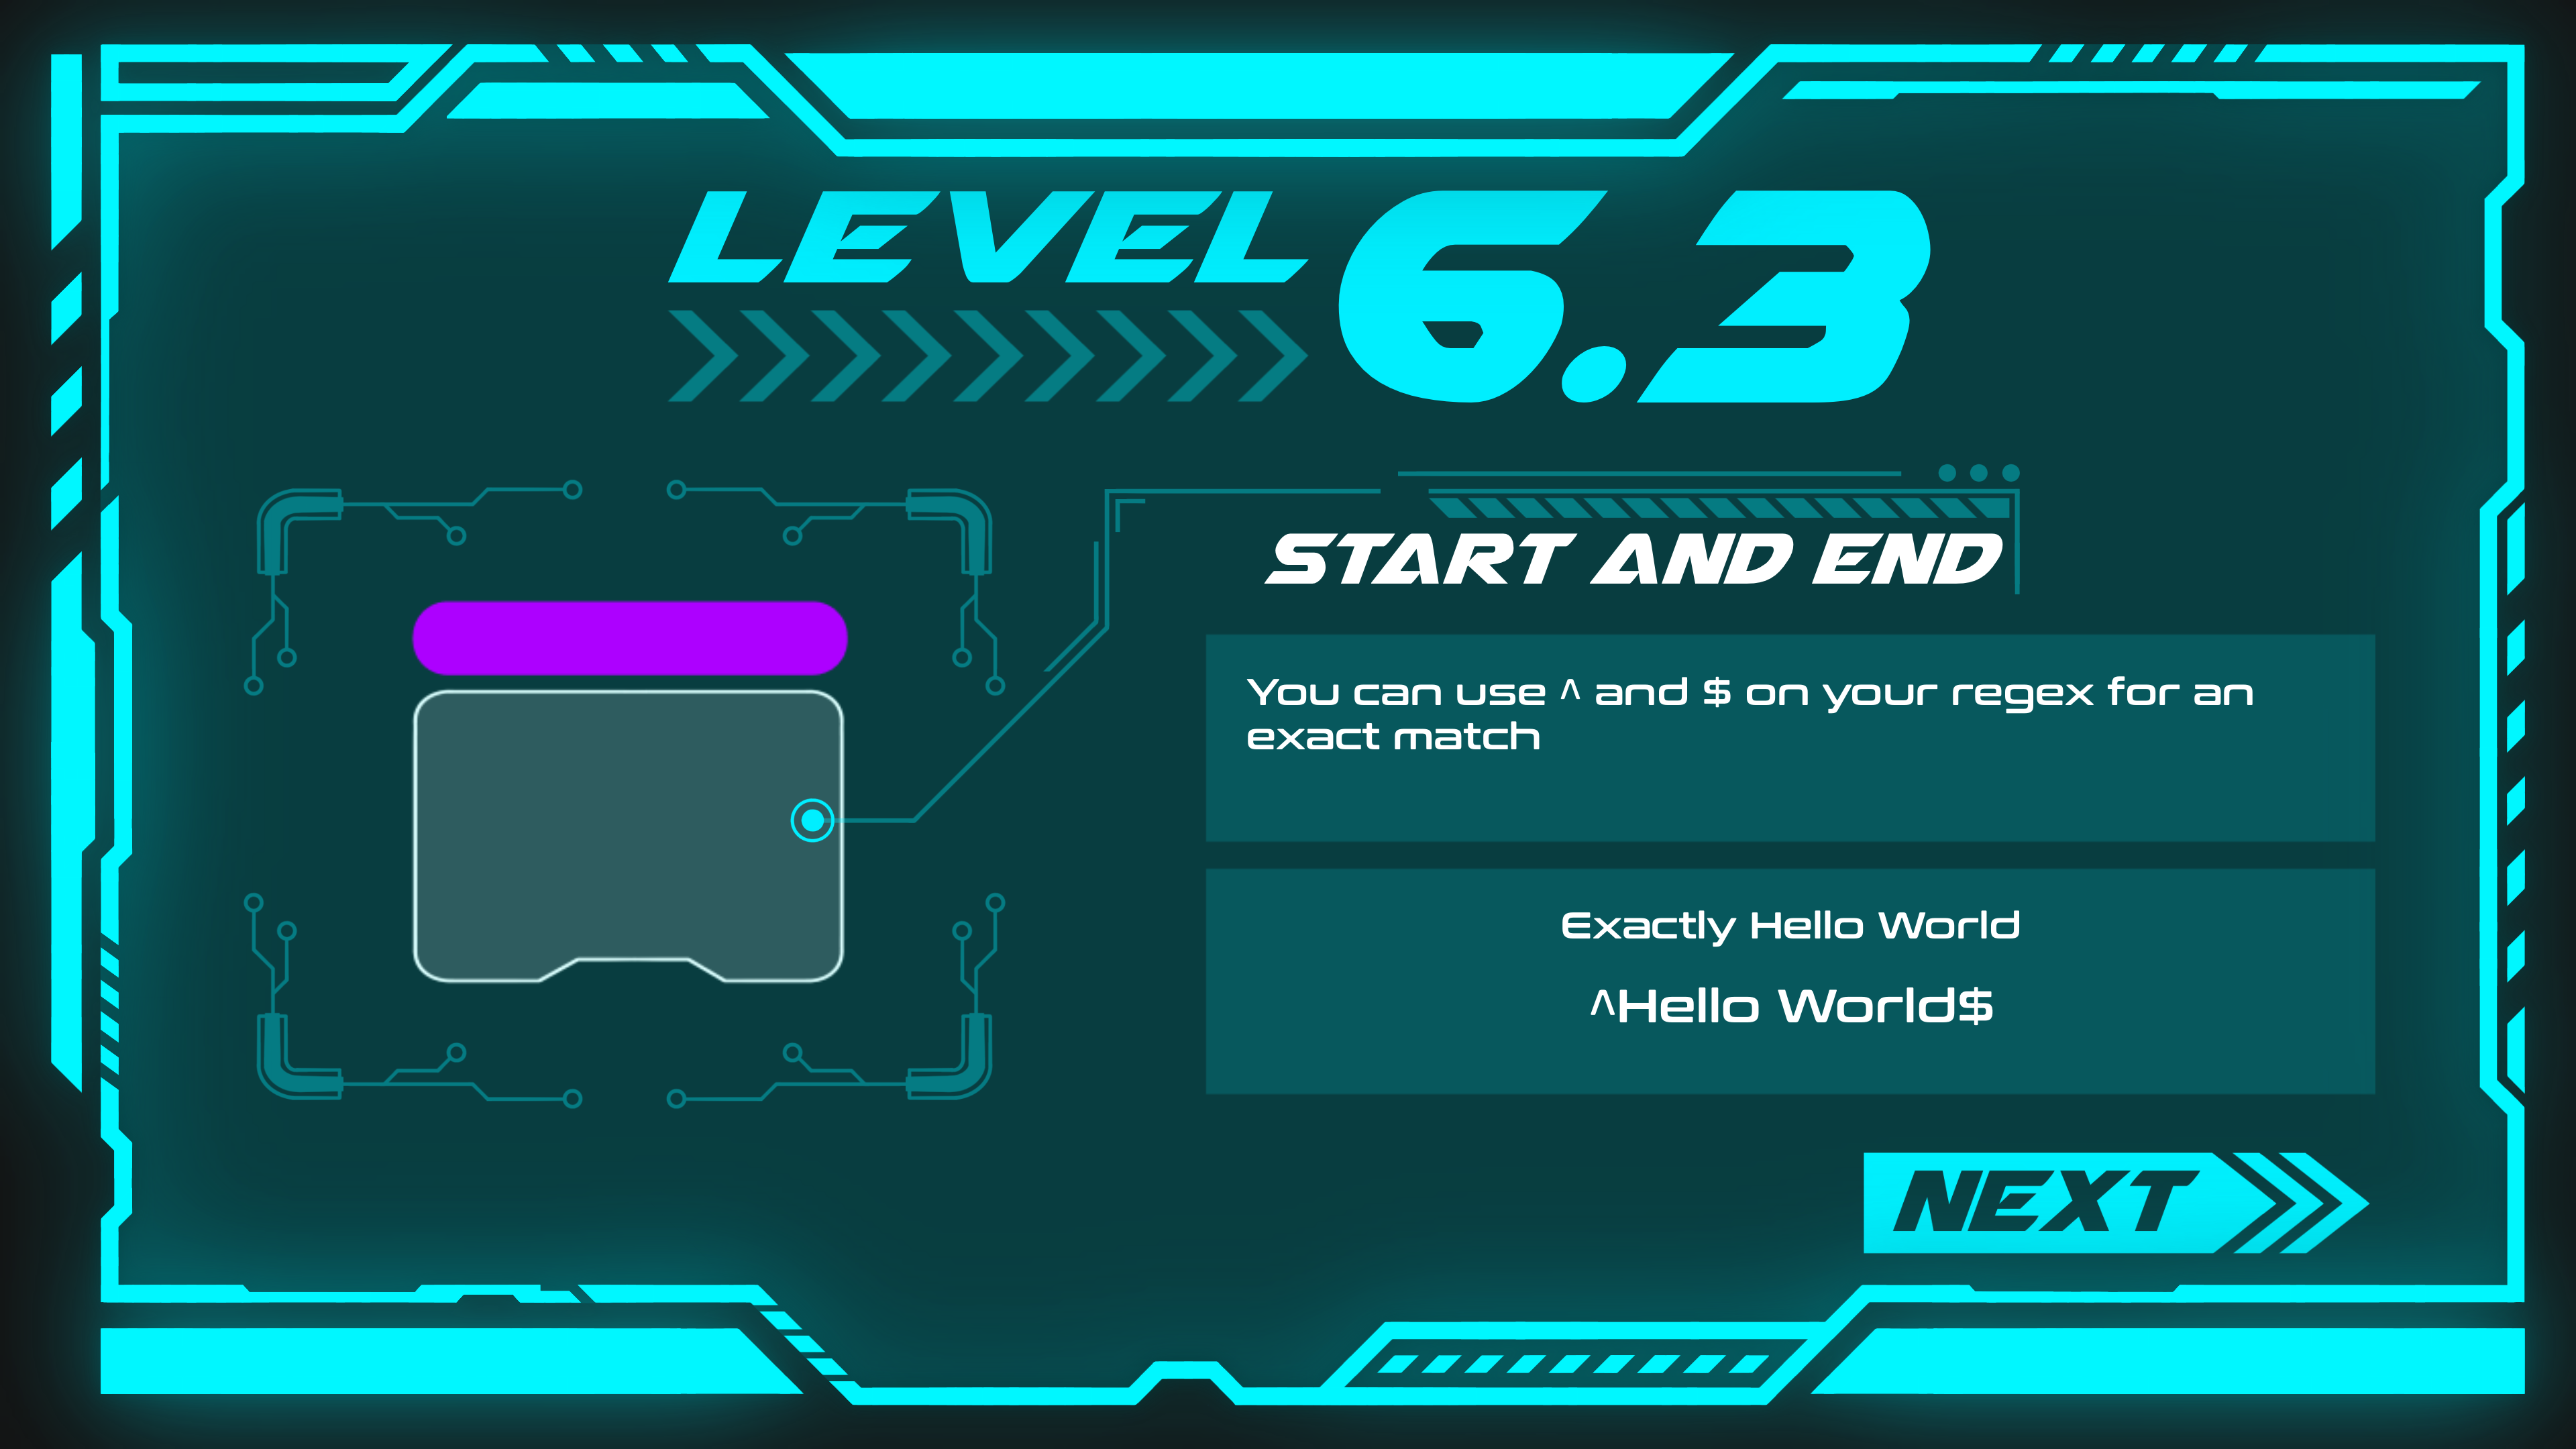 LEVEL 6.3
START AND END
You can use ^ and $ on your regex for an
exact match
Exactly Hello World
^Hello World$
NEXT